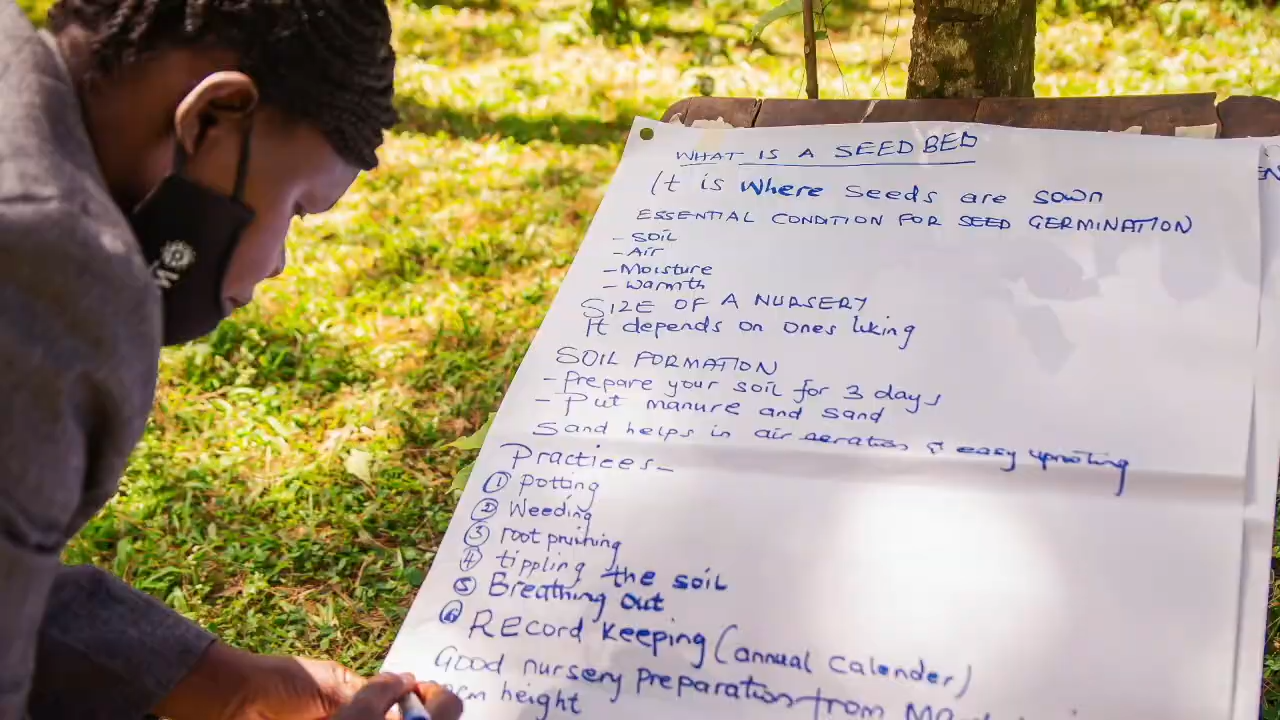 WHAT IS A SEEDBED
It is where seeds are sown
ESSENTIAL CONDITION FOR SEED GERMINATION
- SOIL
- Air
- Moisture
- Warmth
SIZE OF A NURSERY
It depends on ones liking
SOIL FORMATION
- Prepare your soil for 3 days
- Put manure and sand
Sand helps in air aeration & easy uprooting
Practices-
① Potting
② Weeding
③ root pruning
④ tippling the soil
⑤ Breathing out
⑥ Record keeping (annual calender)
Good nursery preparation from
height